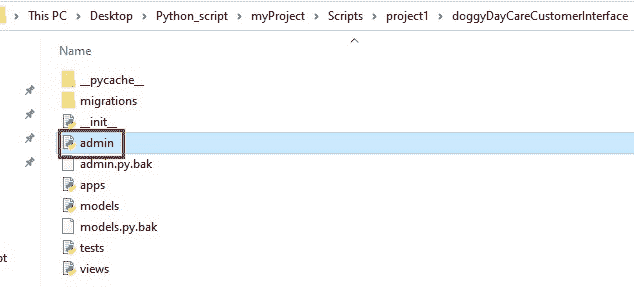 This PC > Desktop > Python_script > myProject > Scripts > project1 > doggyDayCareCustomerInterface
Name
__pycache__
migrations
__init__
admin
admin.py.bak
apps
models
models.py.bak
tests
views
ot